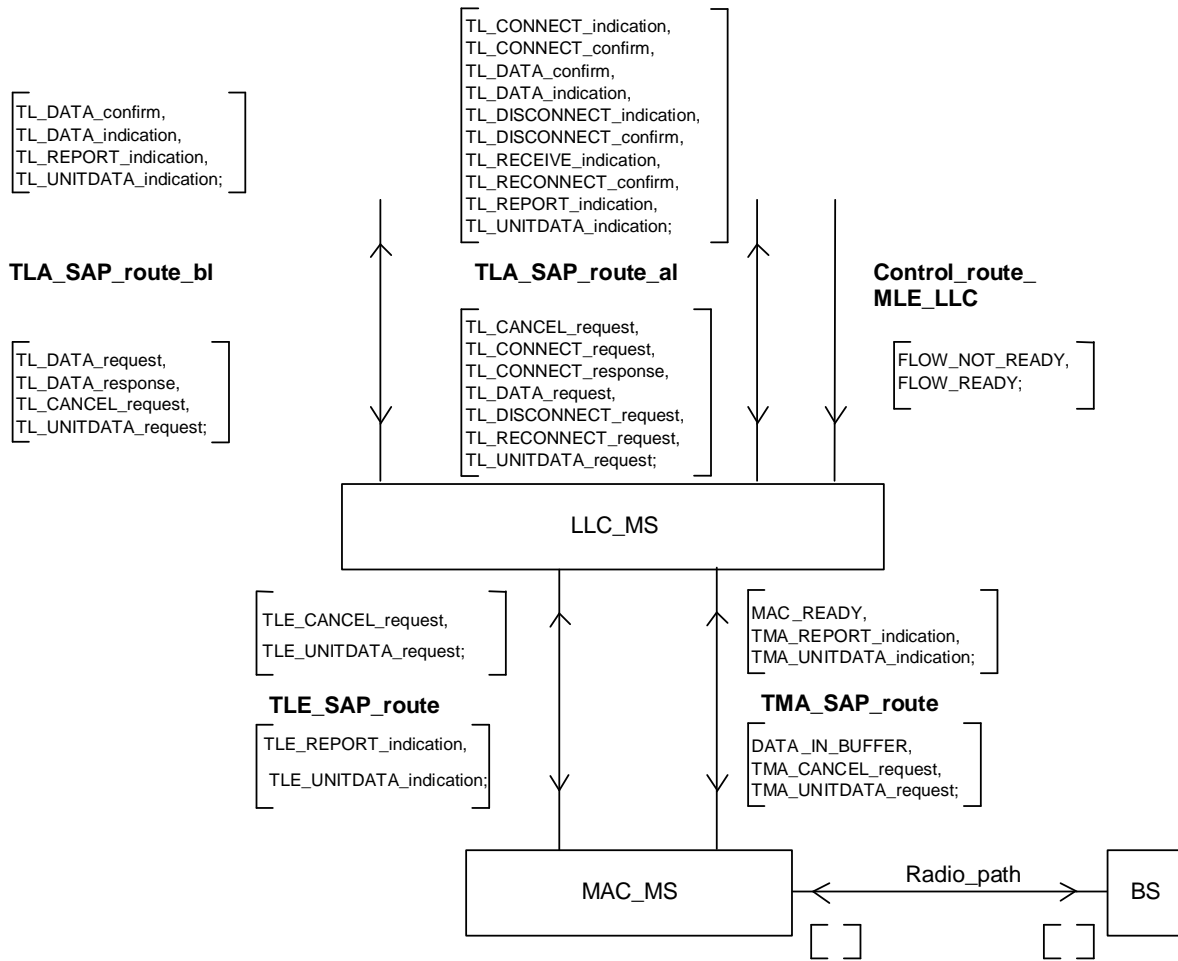 TL_CONNECT_indication,
TL_CONNECT_confirm,
TL_DATA_confirm,
TL_DATA_indication,
TL_DISCONNECT_indication,
TL_DISCONNECT_confirm,
TL_RECEIVE_indication,
TL_RECONNECT_confirm,
TL_REPORT_indication,
TL_UNITDATA_indication;
TL_DATA_confirm,
TL_DATA_indication,
TL_REPORT_indication,
TL_UNITDATA_indication;
TLA_SAP_route_bl
TLA_SAP_route_al
Control_route_
MLE_LLC
TL_DATA_request,
TL_DATA_response,
TL_CANCEL_request,
TL_UNITDATA_request;
TL_CANCEL_request,
TL_CONNECT_request,
TL_CONNECT_response,
TL_DATA_request,
TL_DISCONNECT_request,
TL_RECONNECT_request,
TL_UNITDATA_request;
FLOW_NOT_READY,
FLOW_READY;
LLC_MS
TLE_CANCEL_request,
TLE_UNITDATA_request;
MAC_READY,
TMA_REPORT_indication,
TMA_UNITDATA_indication;
TLE_SAP_route
TMA_SAP_route
TLE_REPORT_indication,
TLE_UNITDATA_indication;
DATA_IN_BUFFER,
TMA_CANCEL_request,
TMA_UNITDATA_request;
MAC_MS
Radio_path
BS